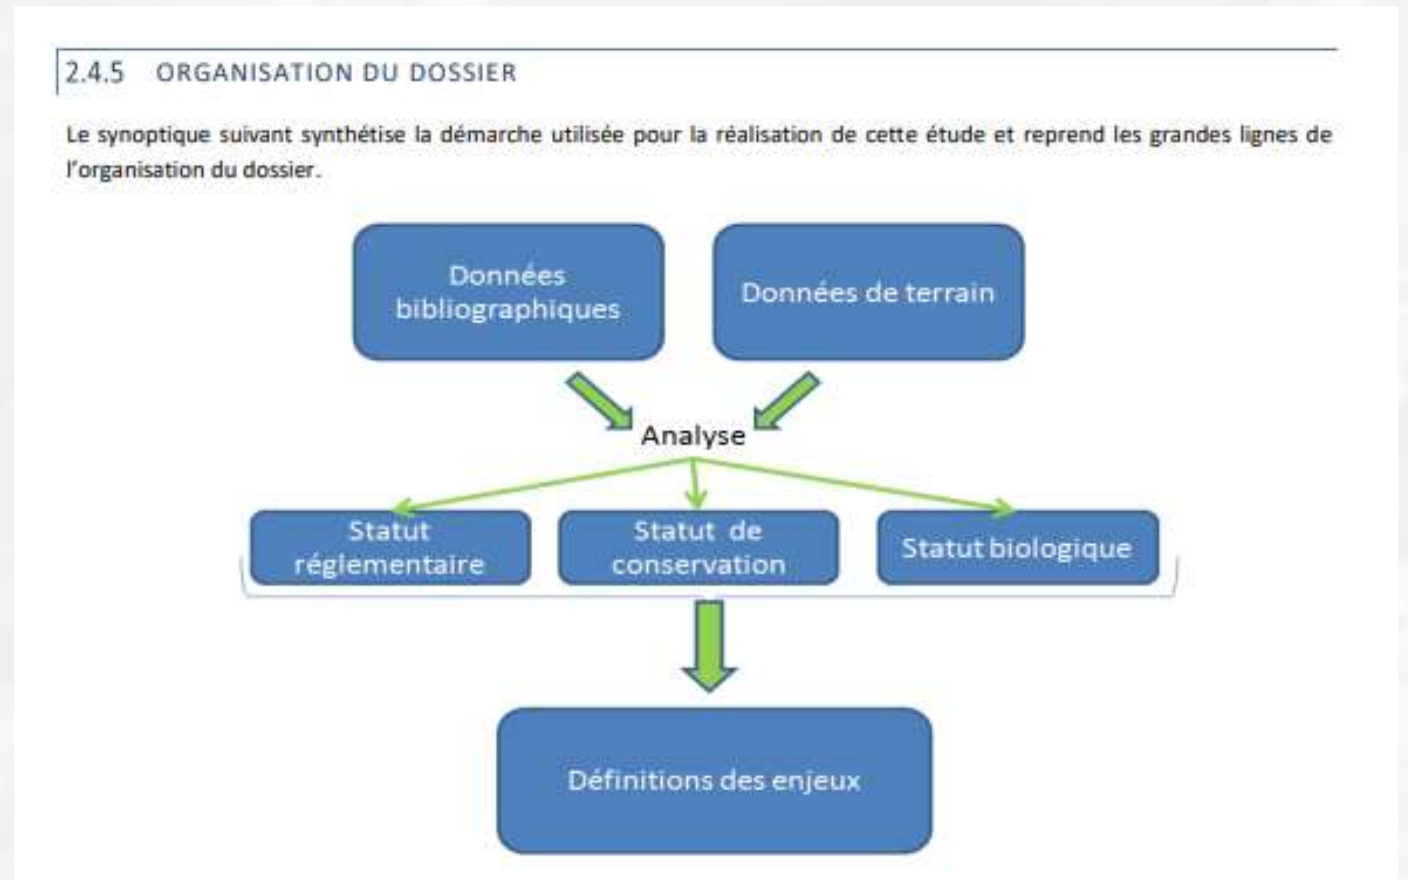 2.4.5 ORGANISATION DU DOSSIER
Le synoptique suivant synthétise la démarche utilisée pour la réalisation de cette étude et reprend les grandes lignes de
l'organisation du dossier.
Données
bibliographiques
Données de terrain
Analyse
Statut
réglementaire
Statut de
conservation
Statut biologique
Définitions des enjeux